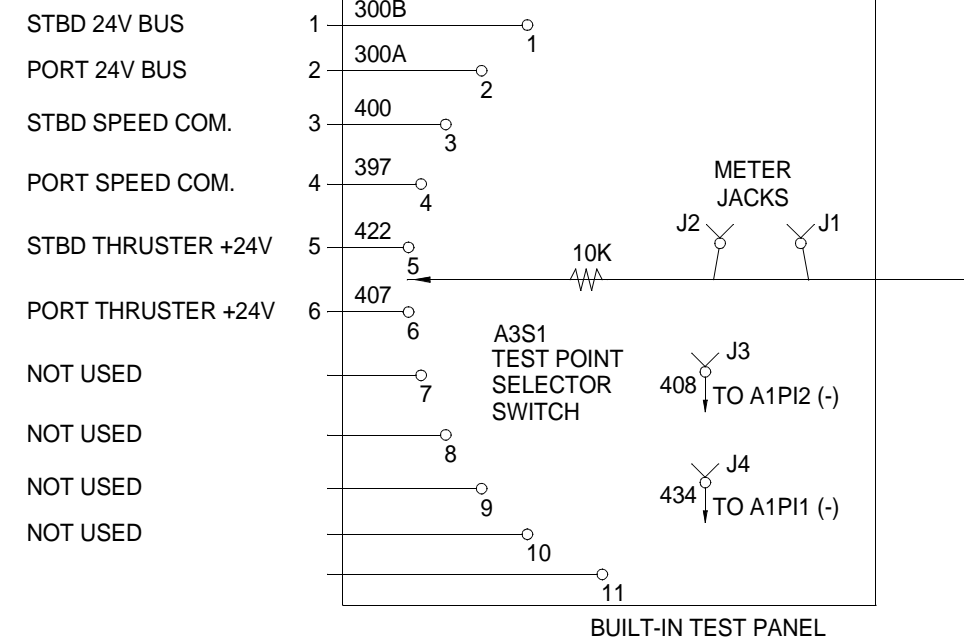 STBD 24V BUS 1 300B 1
PORT 24V BUS 2 300A 2
STBD SPEED COM. 3 400 3
PORT SPEED COM. 4 397 4
STBD THRUSTER +24V 5 422 5
PORT THRUSTER +24V 6 407 6
NOT USED 7
NOT USED 8
NOT USED 9
NOT USED 10
11
10K
METER
JACKS
J2 J1
A3S1
TEST POINT
SELECTOR
SWITCH
J3
408 TO A1PI2 (-)
J4
434 TO A1PI1 (-)
BUILT-IN TEST PANEL